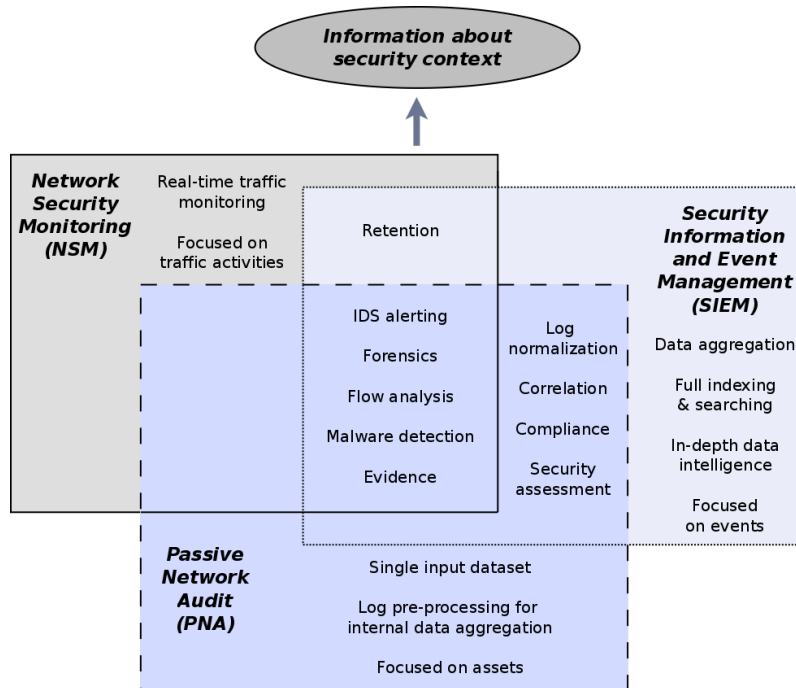 Information about
security context
Network
Security
Monitoring
(NSM)
Real-time traffic
monitoring
Focused on
traffic activities
Retention
Security
Information
and Event
Management
(SIEM)
Data aggregation
Full indexing
& searching
In-depth data
intelligence
Focused
on events
IDS alerting
Forensics
Flow analysis
Malware detection
Evidence
Log
normalization
Correlation
Compliance
Security
assessment
Passive
Network
Audit
(PNA)
Single input dataset
Log pre-processing for
internal data aggregation
Focused on assets